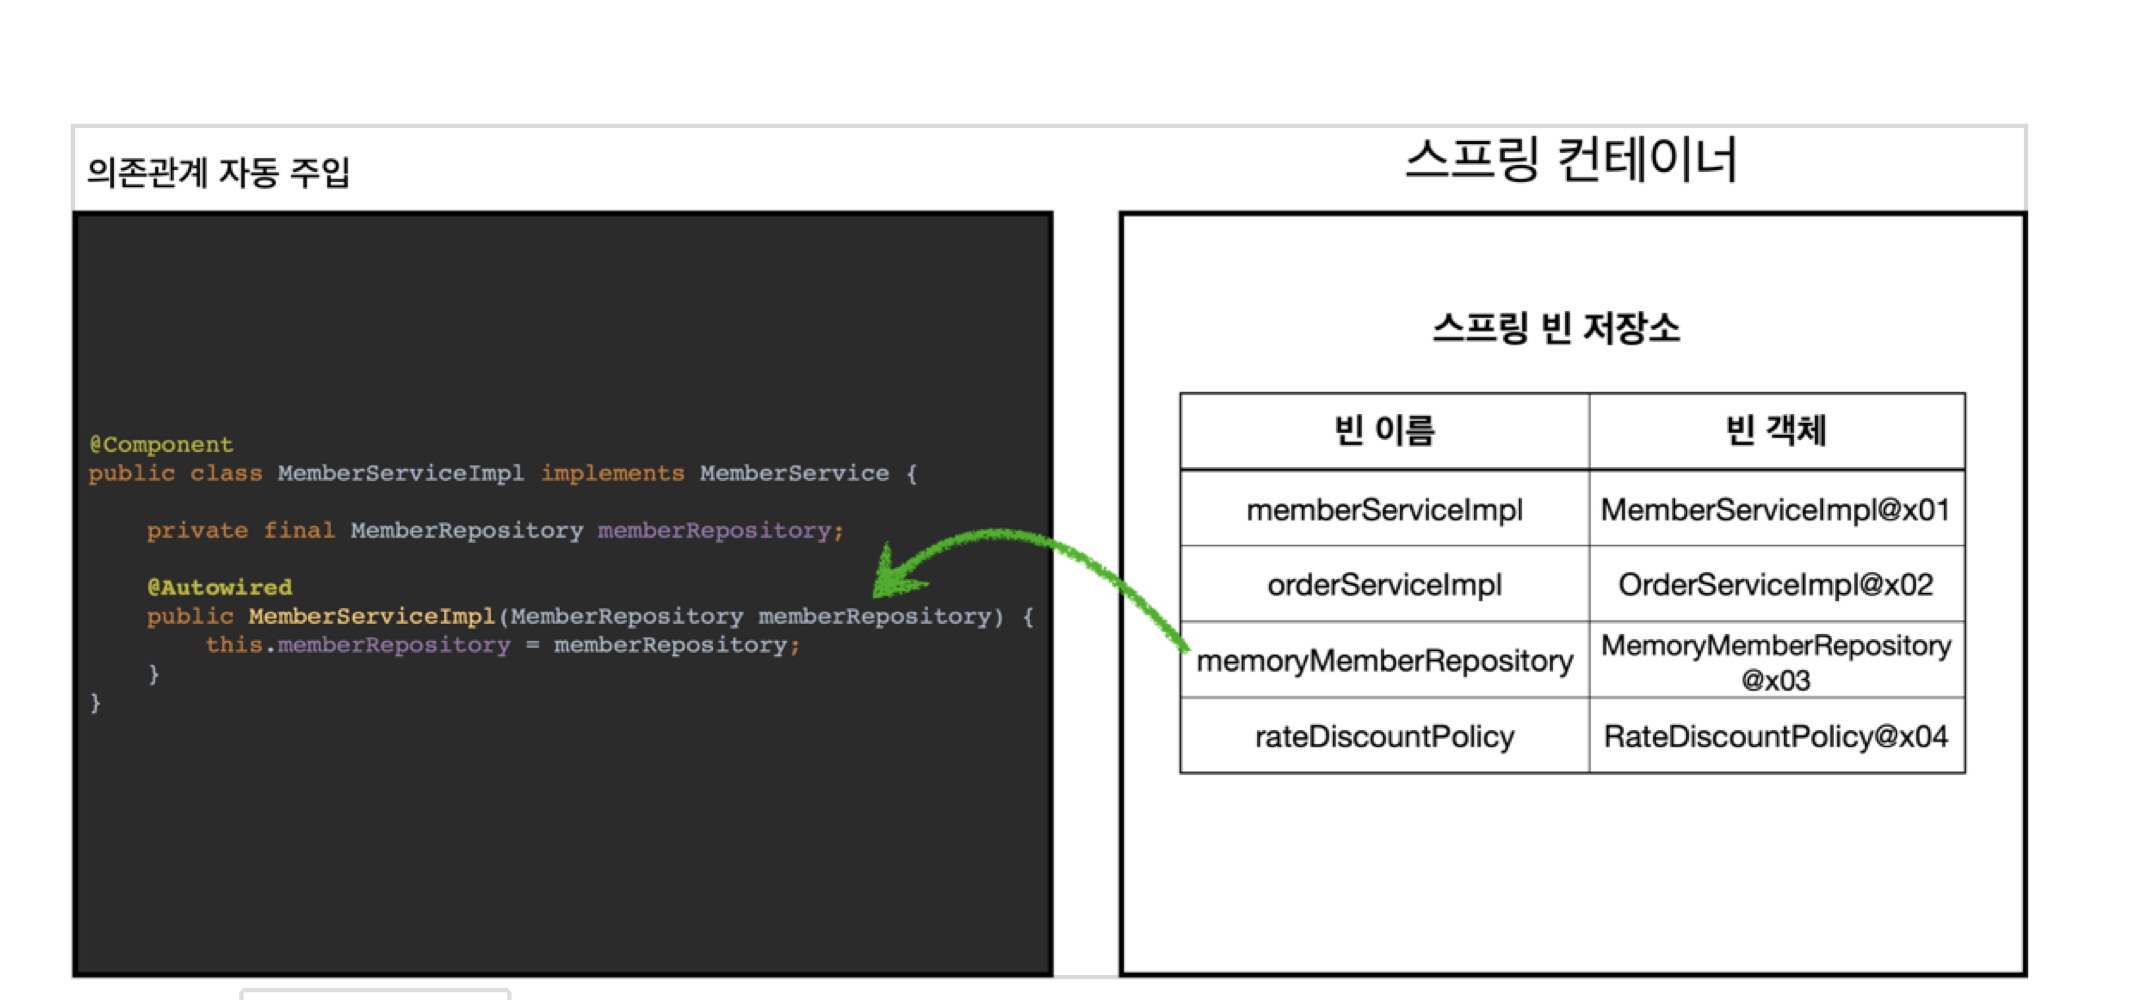 의존관계 자동 주입
스프링 컨테이너
@Component
public class MemberServiceImpl implements MemberService {
private final MemberRepository memberRepository;
@Autowired
public MemberServiceImpl(MemberRepository memberRepository) {
this.memberRepository = memberRepository;
}
}
스프링 빈 저장소
빈 이름 빈 객체
memberServiceImpl MemberServiceImpl@x01
orderServiceImpl OrderServiceImpl@x02
memoryMemberRepository MemoryMemberRepository
@x03
rateDiscountPolicy RateDiscountPolicy@x04